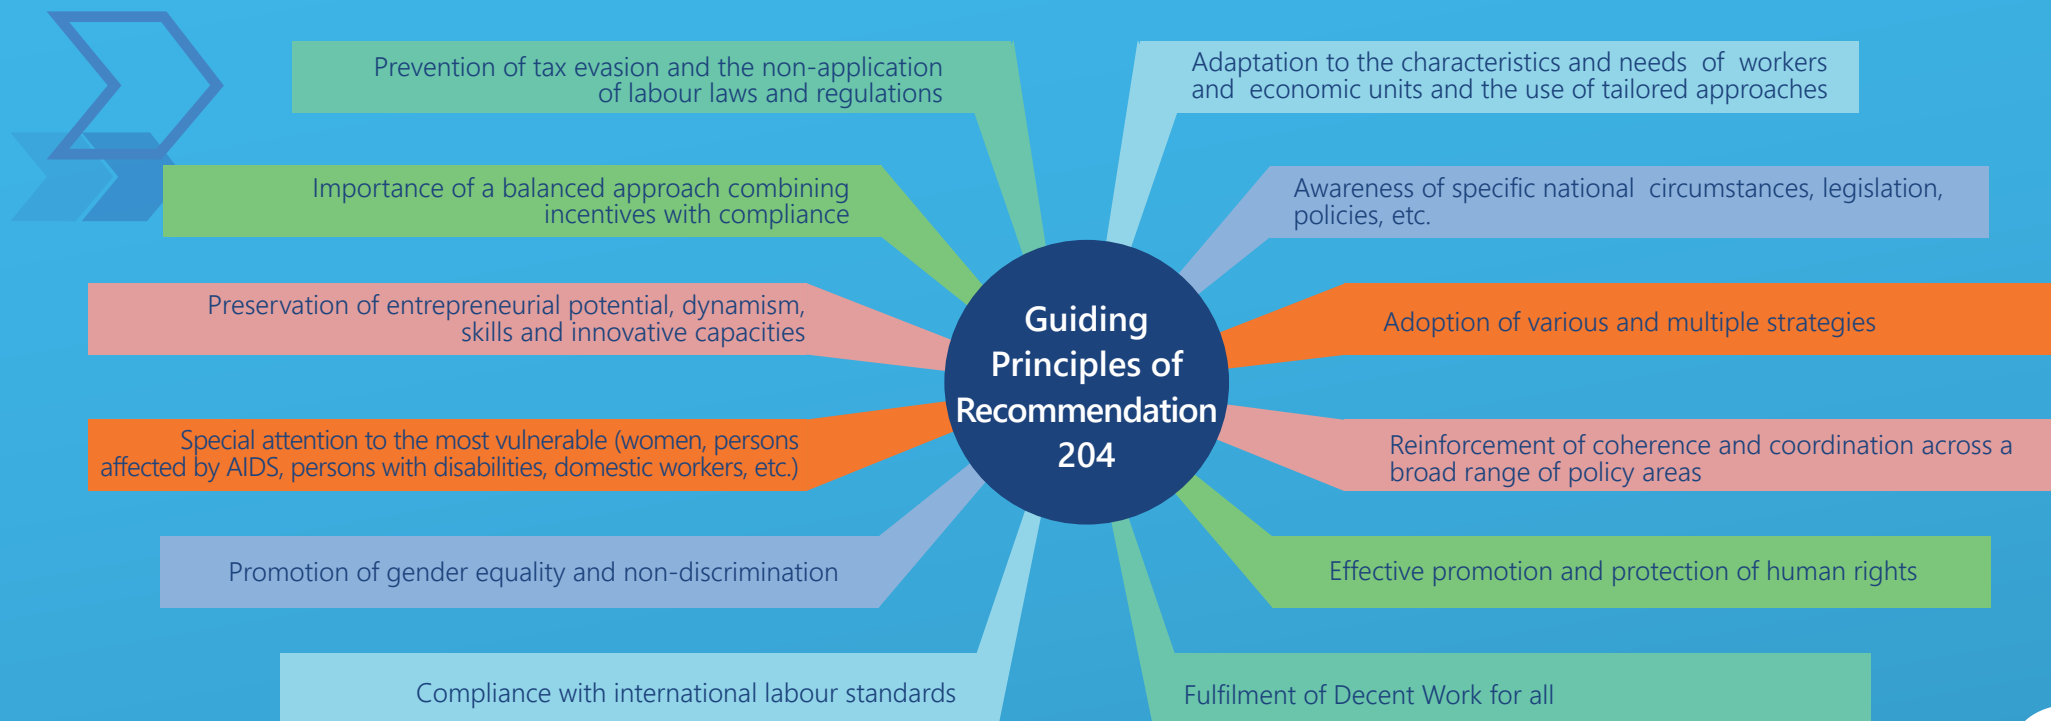 Prevention of tax evasion and the non-application
of labour laws and regulations
Importance of a balanced approach combining
incentives with compliance
Preservation of entrepreneurial potential, dynamism,
skills and innovative capacities
Special attention to the most vulnerable (women, persons
affected by AIDS, persons with disabilities, domestic workers, etc.)
Promotion of gender equality and non-discrimination
Compliance with international labour standards
Guiding
Principles of
Recommendation
204
Adaptation to the characteristics and needs of workers
and economic units and the use of tailored approaches
Awareness of specific national circumstances, legislation,
policies, etc.
Adoption of various and multiple strategies
Reinforcement of coherence and coordination across a
broad range of policy areas
Effective promotion and protection of human rights
Fulfilment of Decent Work for all